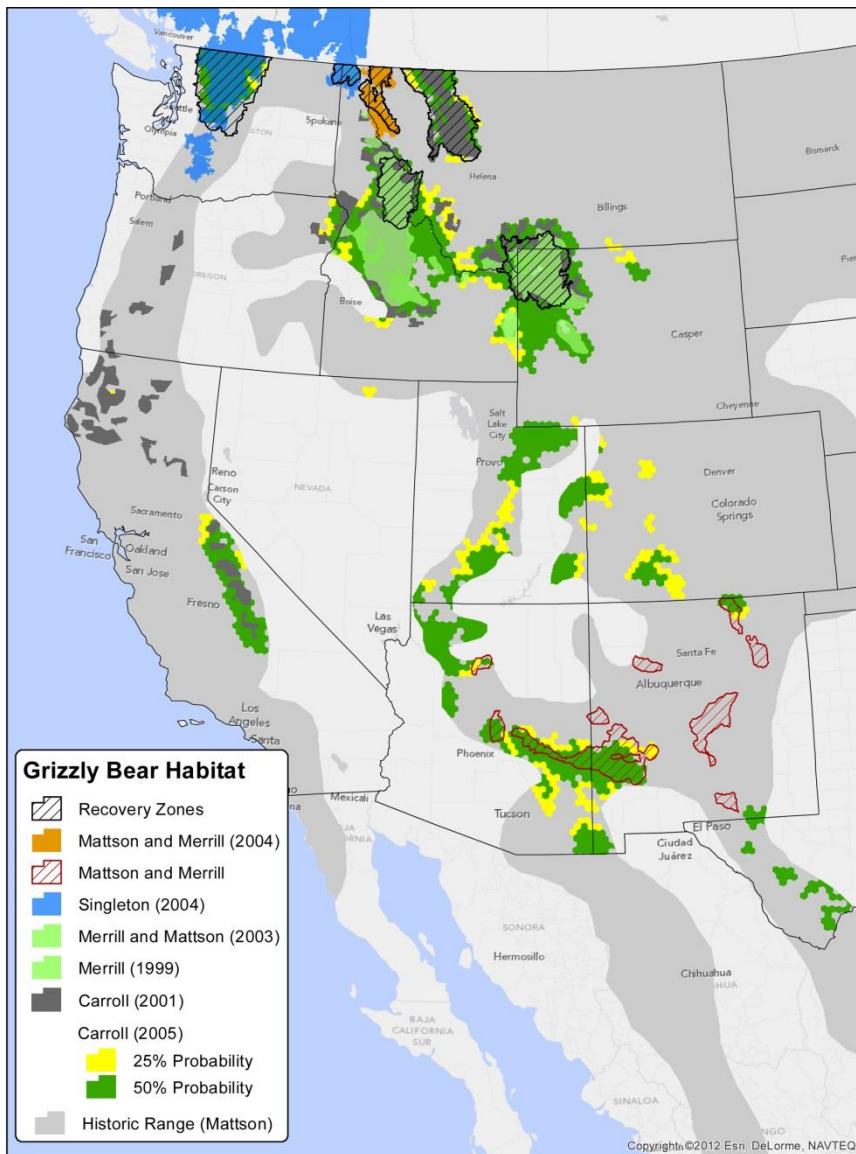 Vancouver
Seattle
Olympia
Spokane
Helena
Bismarck
Portland
Salem
Billings
OREGON
Boise
Casper
Cheyenne
Salt
Lake
City
Provo
Reno
Carson
City
NEVADA
Denver
Colorado
Springs
Sacramento
San
Francisco
Oakland
San Jose
Fresno
Las
Vegas
Santa Fe
Albuquerque
Los
Angeles
Santa
Phoenix
Mexicali
Tucson
El Paso
Ciudad
Juárez
SONORA
Hermosillo
Chihuahua
BAJA
CALIFORNIA
SUR
SINALOA
Grizzly Bear Habitat
Recovery Zones
Mattson and Merrill (2004)
Mattson and Merrill
Singleton (2004)
Merrill and Mattson (2003)
Merrill (1999)
Carroll (2001)
Carroll (2005)
25% Probability
50% Probability
Historic Range (Mattson)
Copyright: ©2012 Esri, DeLorme, NAVTEQ